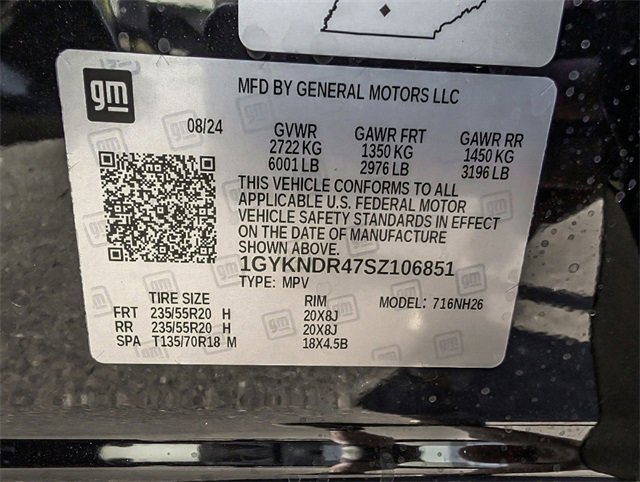 gm
MFD BY GENERAL MOTORS LLC
08/24
GVWR GAWR FRT GAWR RR
2722 KG 1350 KG 1450 KG
6001 LB 2976 LB 3196 LB
THIS VEHICLE CONFORMS TO ALL
APPLICABLE U.S. FEDERAL MOTOR
VEHICLE SAFETY STANDARDS IN EFFECT
ON THE DATE OF MANUFACTURE
SHOWN ABOVE.
1GYKNDR47SZ106851
TYPE: MPV MODEL: 716NH26
TIRE SIZE RIM
FRT 235/55R20 H 20X8J
RR 235/55R20 H 20X8J
SPA T135/70R18 M 18X4.5B